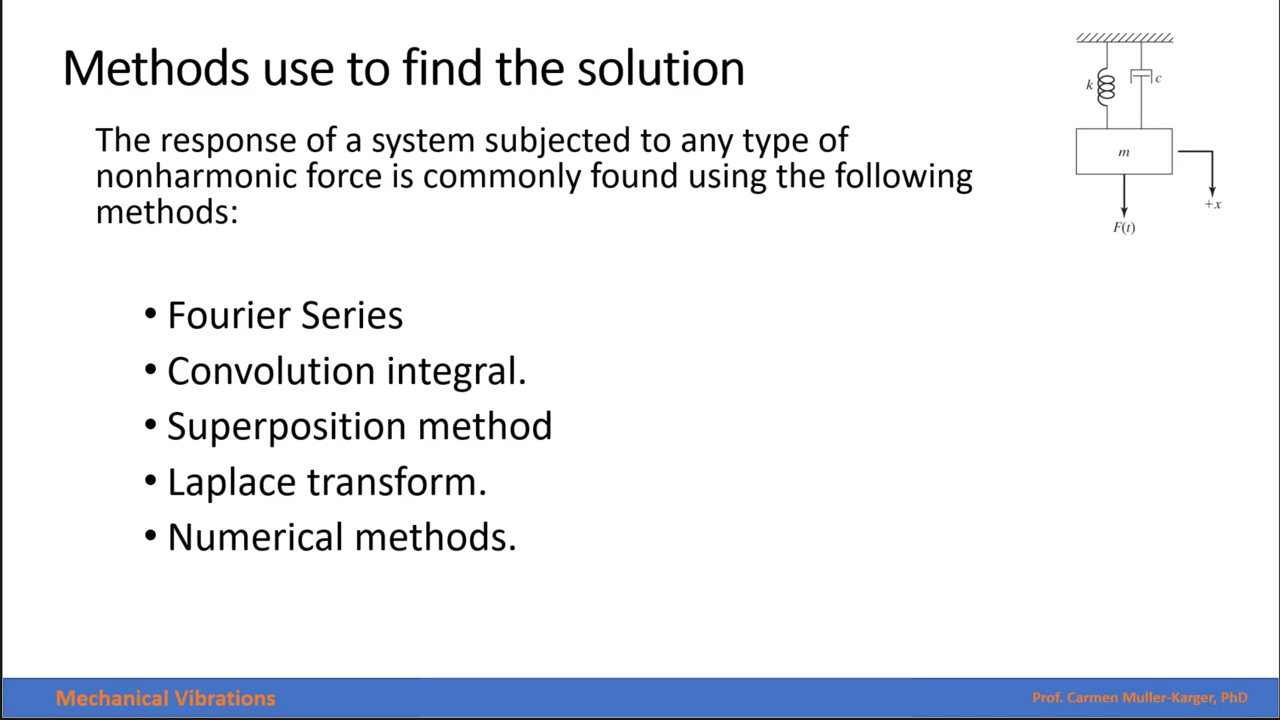 Methods use to find the solution
The response of a system subjected to any type of
nonharmonic force is commonly found using the following
methods:
• Fourier Series
• Convolution integral.
• Superposition method
• Laplace transform.
• Numerical methods.
k
c
m
+x
F(t)
Mechanical Vibrations
Prof. Carmen Muller-Karger, PhD